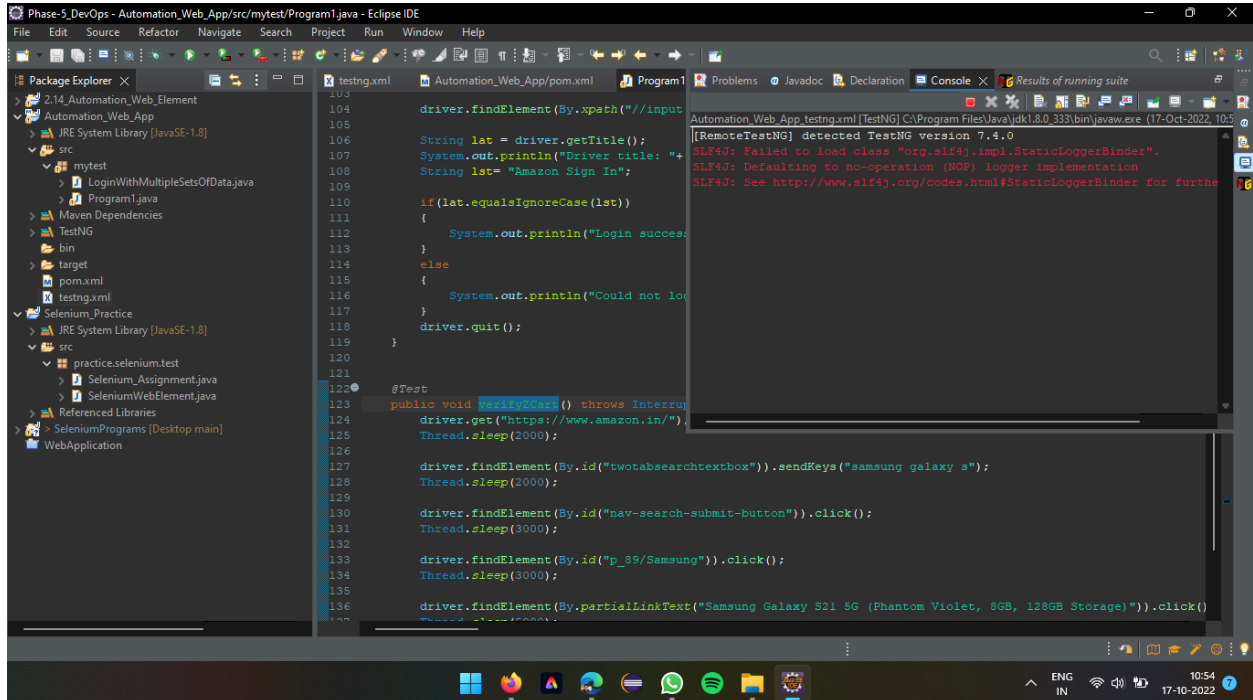 Phase-5_DevOps - Automation_Web_App/src/mytest/Program1.java - Eclipse IDE
File Edit Source Refactor Navigate Search Project Run Window Help
Package Explorer
2.14_Automation_Web_Element
Automation_Web_App
JRE System Library [JavaSE-1.8]
src
mytest
LoginWithMultipleSetsOfData.java
Program1.java
Maven Dependencies
TestNG
bin
target
pom.xml
testng.xml
Selenium_Practice
JRE System Library [JavaSE-1.8]
src
practice.selenium.test
Selenium_Assignment.java
SeleniumWebElement.java
Referenced Libraries
> SeleniumPrograms [Desktop main]
WebApplication
testng.xml Automation_Web_App/pom.xml Program1
103
104 driver.findElement(By.xpath("//input
105
106 String lat = driver.getTitle();
107 System.out.println("Driver title: "+
108 String lst= "Amazon Sign In";
109
110 if(lat.equalsIgnoreCase(lst))
111 {
112 System.out.println("Login succes
113 }
114 else
115 {
116 System.out.println("Could not lo
117 }
118 driver.quit();
119 }
120
121
122 @Test
123 public void verifyZCart() throws Interrup
124 driver.get("https://www.amazon.in/")
125 Thread.sleep(2000);
126
127 driver.findElement(By.id("twotabsearchtextbox")).sendKeys("samsung galaxy s");
128 Thread.sleep(2000);
129
130 driver.findElement(By.id("nav-search-submit-button")).click();
131 Thread.sleep(3000);
132
133 driver.findElement(By.id("p_89/Samsung")).click();
134 Thread.sleep(3000);
135
136 driver.findElement(By.partialLinkText("Samsung Galaxy S21 5G (Phantom Violet, 8GB, 128GB Storage)")).click()
Problems Javadoc Declaration Console Results of running suite
Automation_Web_App_testng.xml [TestNG] C:\Program Files\Java\jdk1.8.0_333\bin\javaw.exe (17-Oct-2022, 10:5
[RemoteTestNG] detected TestNG version 7.4.0
SLF4J: Failed to load class "org.slf4j.impl.StaticLoggerBinder".
SLF4J: Defaulting to no-operation (NOP) logger implementation
SLF4J: See http://www.slf4j.org/codes.html#StaticLoggerBinder for furthe
ENG
IN
10:54
17-10-2022
7